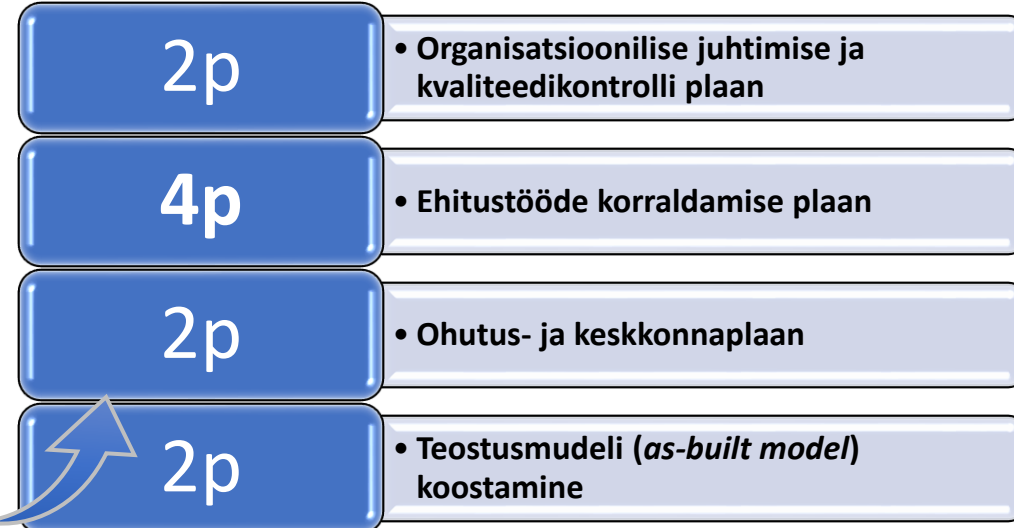 2p
• Organisatsioonilise juhtimise ja
kvaliteedikontrolli plaan
4p
• Ehitustööde korraldamise plaan
2p
• Ohutus- ja keskkonnaplaan
2p
• Teostusmudeli (as-built model)
koostamine